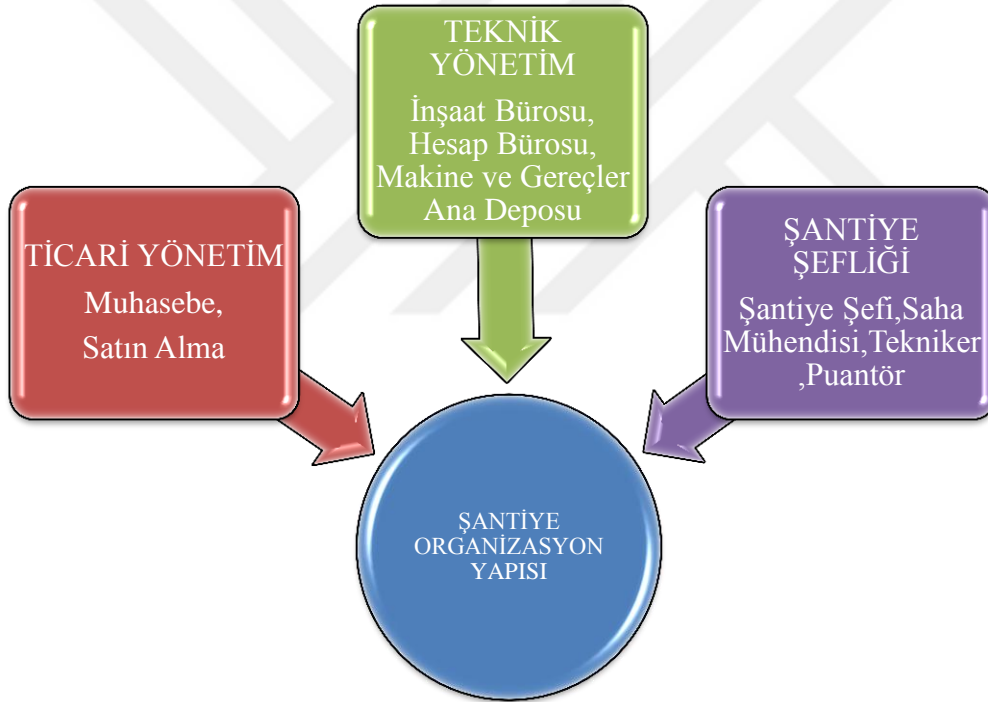 TEKNİK
YÖNETİM
İnşaat Bürosu,
Hesap Bürosu,
Makine ve Gereçler
Ana Deposu
TİCARİ YÖNETİM
Muhasebe,
Satın Alma
ŞANTİYE
ŞEFLİĞİ
Şantiye Şefi,Saha
Mühendisi,Tekniker
,Puantör
ŞANTİYE
ORGANİZASYON
YAPISI